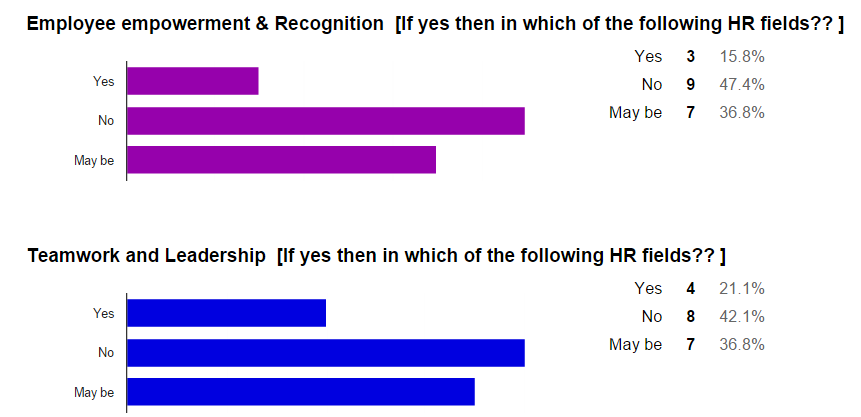 Employee empowerment & Recognition [If yes then in which of the following HR fields?? ]
Yes 3 15.8%
No 9 47.4%
May be 7 36.8%
Yes
No
May be
Teamwork and Leadership [If yes then in which of the following HR fields?? ]
Yes 4 21.1%
No 8 42.1%
May be 7 36.8%
Yes
No
May be